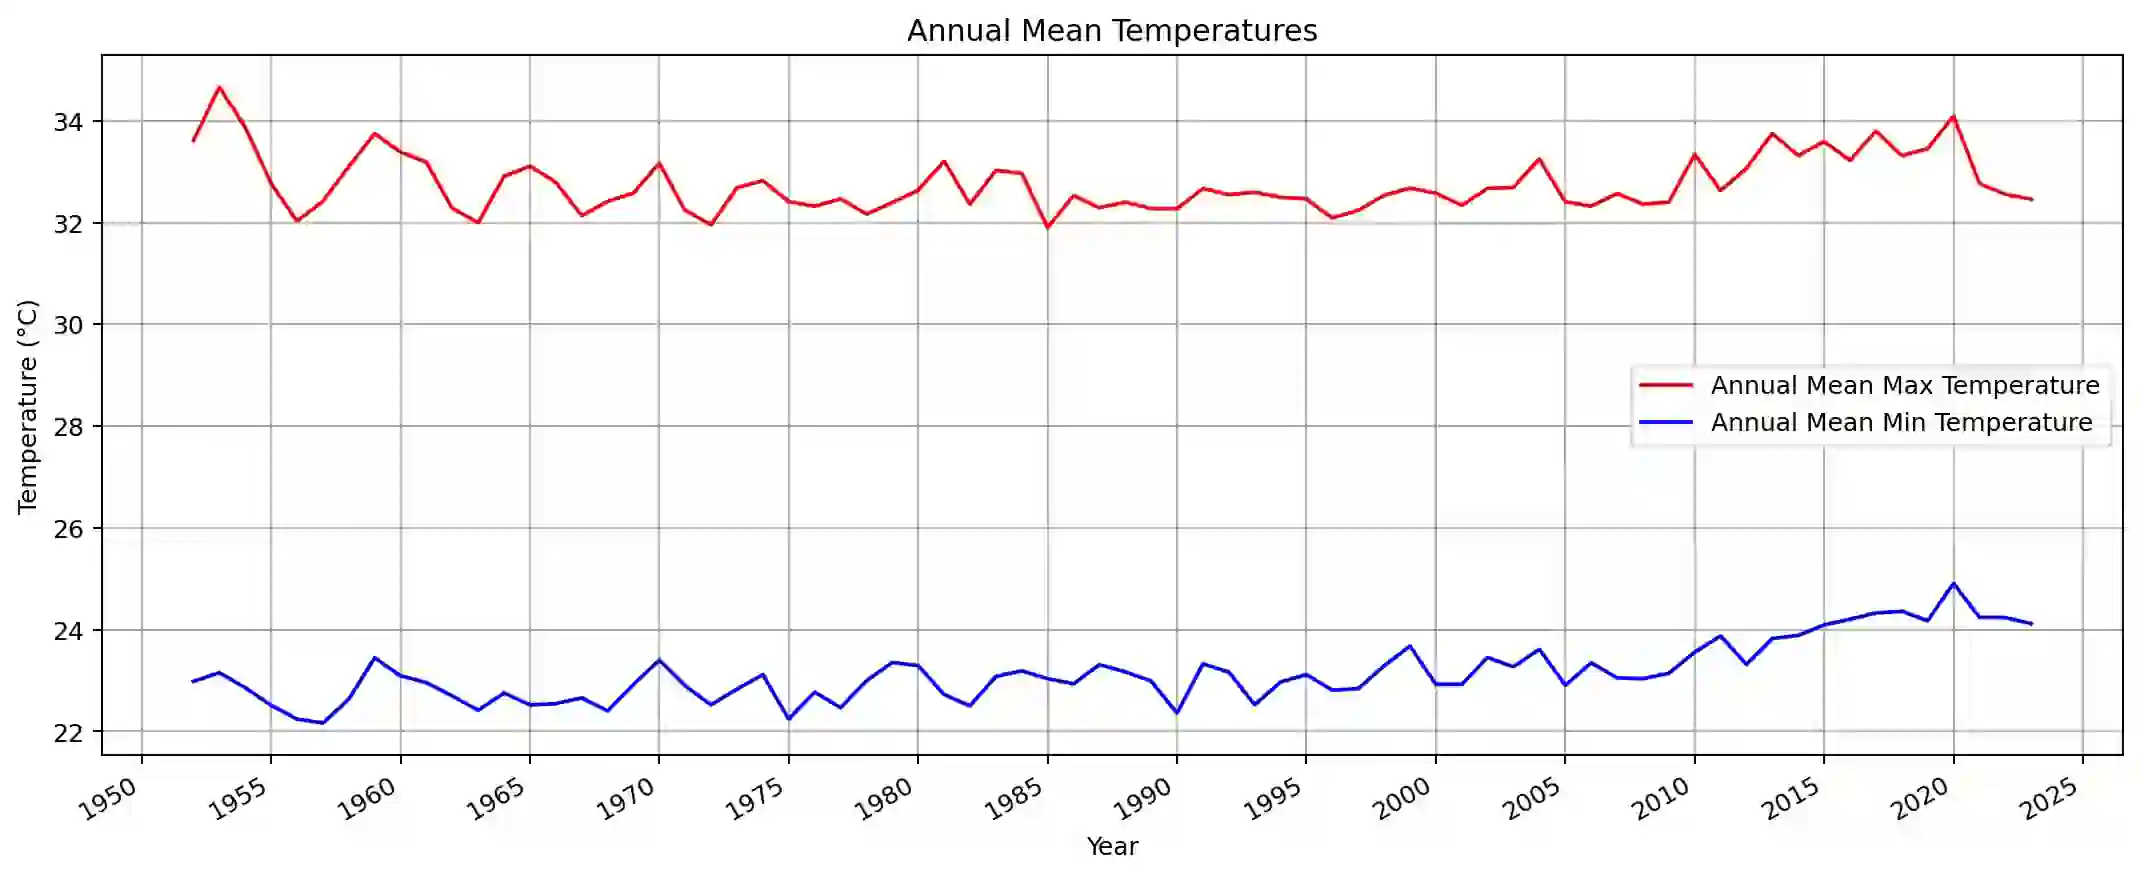 Annual Mean Temperatures
Temperature (°C)
34
32
30
28
26
24
22
Annual Mean Max Temperature
Annual Mean Min Temperature
1950 1955 1960 1965 1970 1975 1980 1985 1990 1995 2000 2005 2010 2015 2020 2025
Year